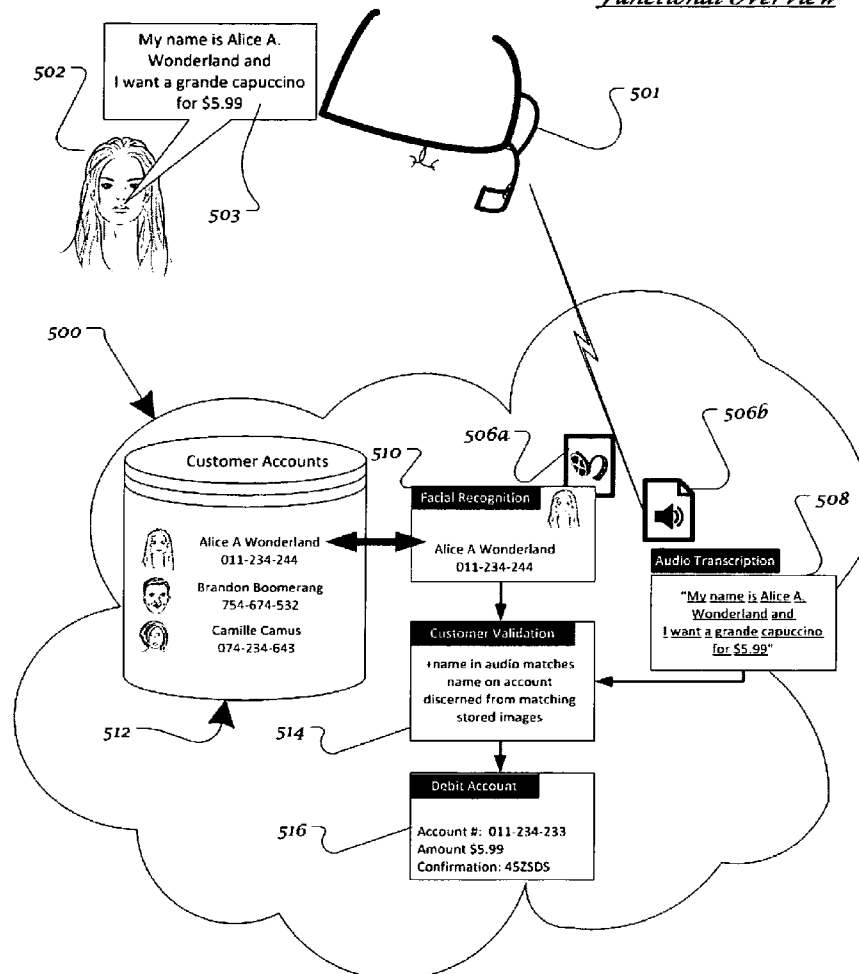 Functional Overview
My name is Alice A.
Wonderland and
I want a grande capuccino
for $5.99
502
503
501
500
506a
506b
510
508
Customer Accounts
Alice A Wonderland
011-234-244
Brandon Boomerang
754-674-532
Camille Camus
074-234-643
Facial Recognition
Alice A Wonderland
011-234-244
Audio Transcription
"My name is Alice A.
Wonderland and
I want a grande capuccino
for $5.99"
Customer Validation
+name in audio matches
name on account
discerned from matching
stored images
512
514
Debit Account
516
Account #: 011-234-233
Amount $5.99
Confirmation: 45ZSDS